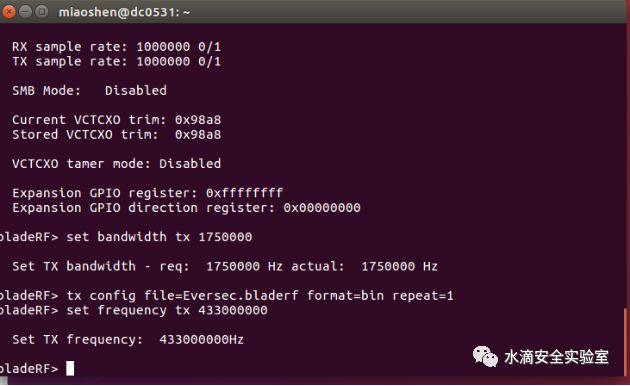 miaoshen@dc0531: ~
RX sample rate: 1000000 0/1
TX sample rate: 1000000 0/1
SMB Mode:   Disabled
Current VCTCXO trim: 0x98a8
Stored VCTCXO trim:  0x98a8
VCTCXO tamer mode: Disabled
Expansion GPIO register: 0xffffffff
Expansion GPIO direction register: 0x00000000
bladeRF> set bandwidth tx 1750000
Set TX bandwidth - req:  1750000 Hz actual:  1750000 Hz
bladeRF> tx config file=Eversec.bladerf format=bin repeat=1
bladeRF> set frequency tx 433000000
Set TX frequency:  433000000Hz
bladeRF>
水滴安全实验室